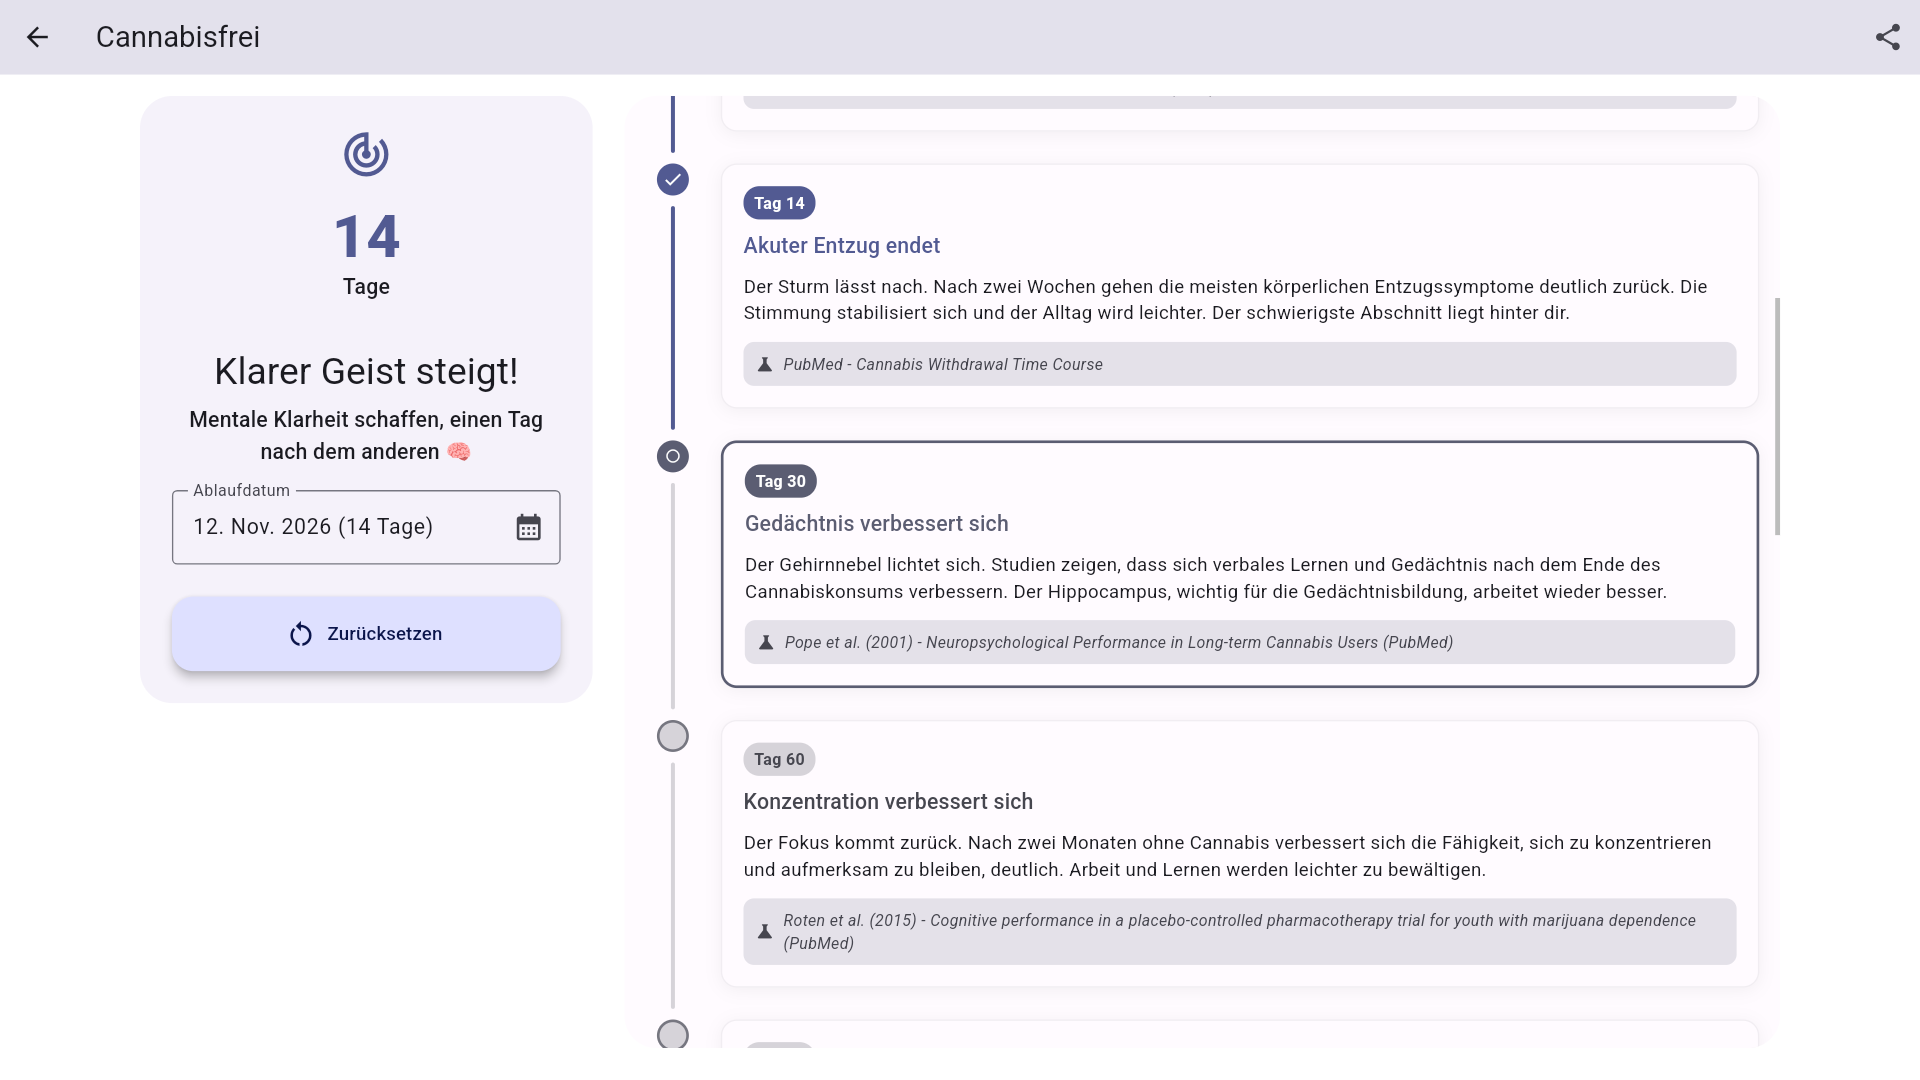 Cannabisfrei
14
Tage
Klarer Geist steigt!
Mentale Klarheit schaffen, einen Tag
nach dem anderen 🧠
Ablaufdatum
12. Nov. 2026 (14 Tage)
Zurücksetzen
Tag 14
Akuter Entzug endet
Der Sturm lässt nach. Nach zwei Wochen gehen die meisten körperlichen Entzugssymptome deutlich zurück. Die
Stimmung stabilisiert sich und der Alltag wird leichter. Der schwierigste Abschnitt liegt hinter dir.
PubMed - Cannabis Withdrawal Time Course
Tag 30
Gedächtnis verbessert sich
Der Gehirnnebel lichtet sich. Studien zeigen, dass sich verbales Lernen und Gedächtnis nach dem Ende des
Cannabiskonsums verbessern. Der Hippocampus, wichtig für die Gedächtnisbildung, arbeitet wieder besser.
Pope et al. (2001) - Neuropsychological Performance in Long-term Cannabis Users (PubMed)
Tag 60
Konzentration verbessert sich
Der Fokus kommt zurück. Nach zwei Monaten ohne Cannabis verbessert sich die Fähigkeit, sich zu konzentrieren
und aufmerksam zu bleiben, deutlich. Arbeit und Lernen werden leichter zu bewältigen.
Roten et al. (2015) - Cognitive performance in a placebo-controlled pharmacotherapy trial for youth with marijuana dependence
(PubMed)